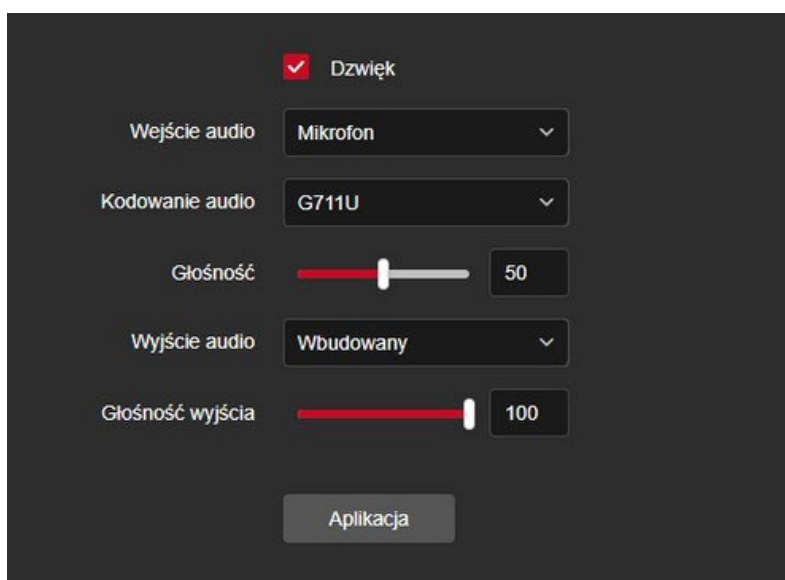 Dzwięk
Wejście audio Mikrofon
Kodowanie audio G711U
Głośność 50
Wyjście audio Wbudowany
Głośność wyjścia 100
Aplikacja